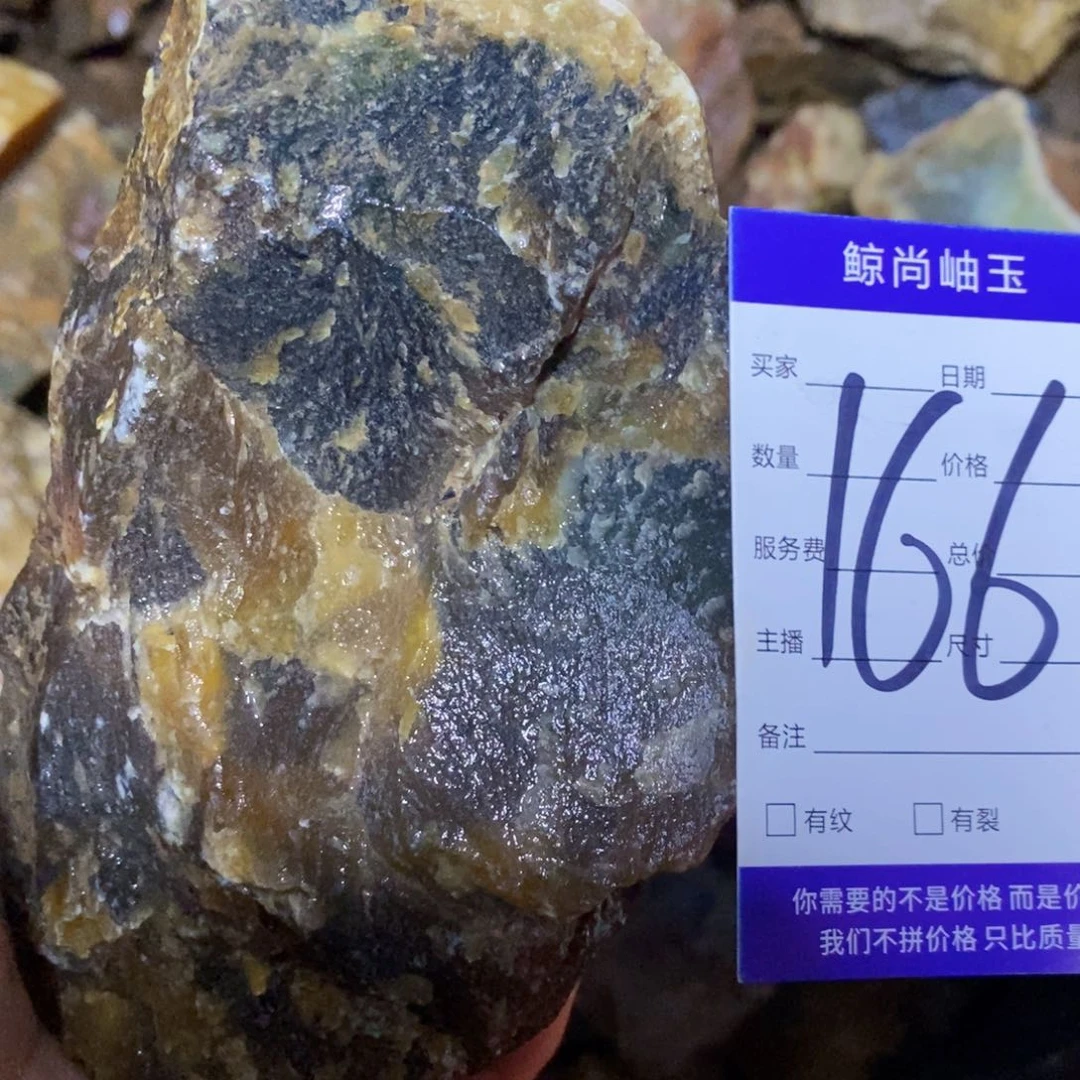 鲸尚岫玉
买家 日期
数量 价格
服务费 总价
主播 尺寸
166
备注
□有纹 □有裂
你需要的不是价格 而是价
我们不拼价格 只比质量